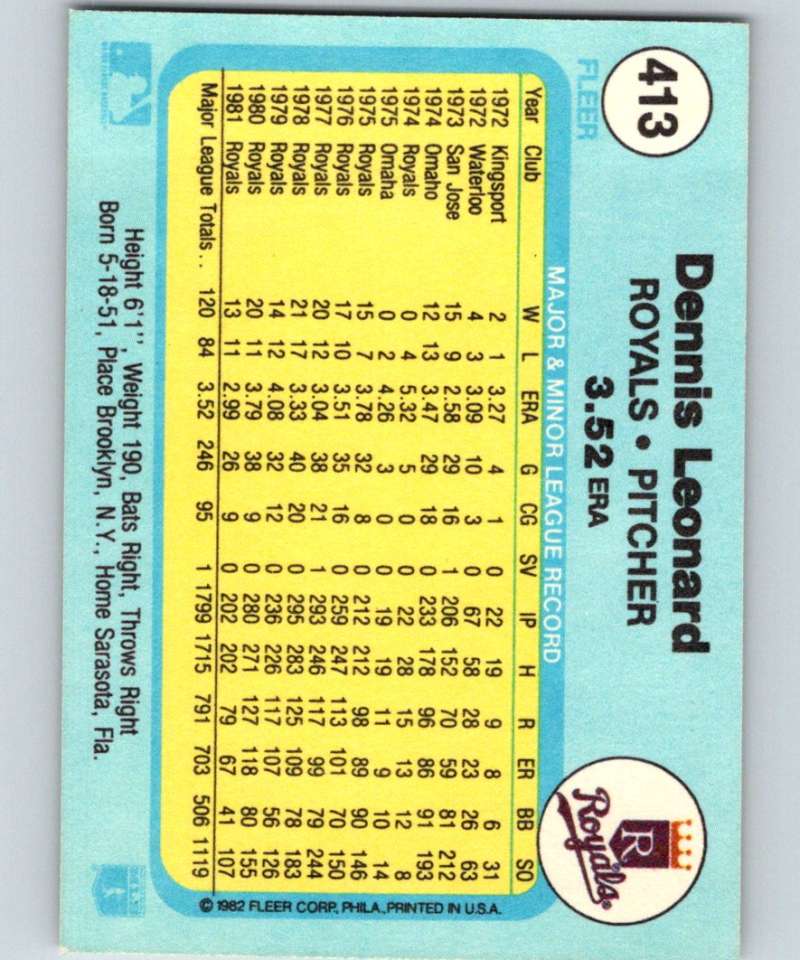 413
FLEER
Dennis Leonard
ROYALS • PITCHER
3.52 ERA
R
Royals
MAJOR & MINOR LEAGUE RECORD
Year Club W L ERA G CG SV IP H R ER BB SO
1972 Kingsport 2 1 3.27 4 1 0 22 19 9 8 6 31
1972 Waterloo 4 3 3.09 10 3 0 67 58 28 23 26 63
1973 San Jose 15 9 2.58 29 16 1 206 152 70 59 81 212
1974 Omaho 12 13 3.47 29 18 0 233 178 96 86 91 193
1974 Royals 0 4 5.32 5 0 0 22 28 15 13 12 8
1975 Omaha 0 2 4.26 3 0 0 19 19 11 9 10 14
1975 Royals 15 7 3.78 32 8 0 212 212 98 89 90 146
1976 Royals 17 10 3.51 35 16 0 259 247 113 101 70 150
1977 Royals 20 12 3.04 38 21 1 293 246 117 99 79 244
1978 Royals 21 17 3.33 40 20 0 295 283 125 109 78 183
1979 Royals 14 12 4.08 32 12 0 236 226 117 107 56 126
1980 Royals 20 11 3.79 38 9 0 280 271 127 118 80 155
1981 Royals 13 11 2.99 26 9 0 202 202 79 67 41 107
Major League Totals.. 120 84 3.52 246 95 1 1799 1715 791 703 506 1119
© 1982 FLEER CORP., PHILA., PRINTED IN U.S.A.
Height 6'1", Weight 190, Bats Right, Throws Right
Born 5-18-51, Place Brooklyn, N.Y., Home Sarasota, Fla.